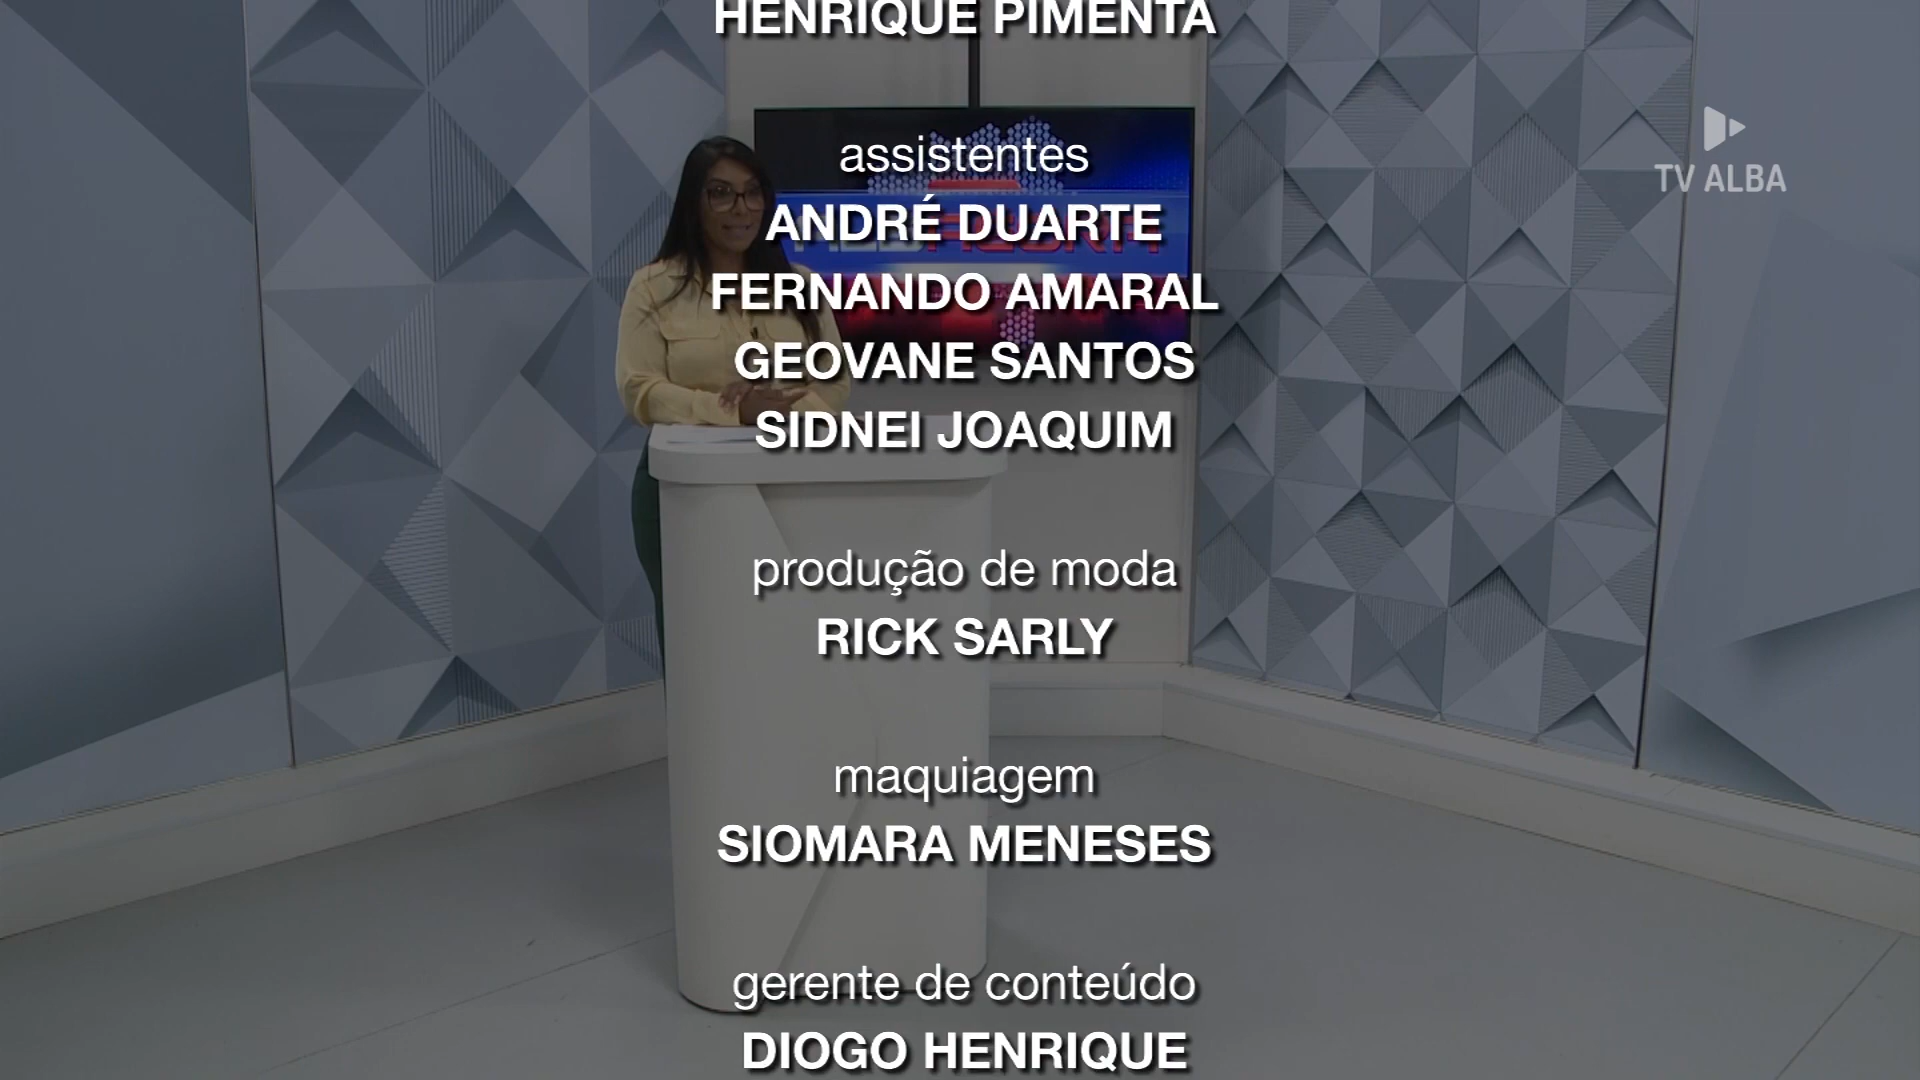 HENRIQUE PIMENTA
assistentes
ANDRÉ DUARTE
FERNANDO AMARAL
GEOVANE SANTOS
SIDNEI JOAQUIM
produção de moda
RICK SARLY
maquiagem
SIOMARA MENESES
gerente de conteúdo
DIOGO HENRIQUE
TV ALBA